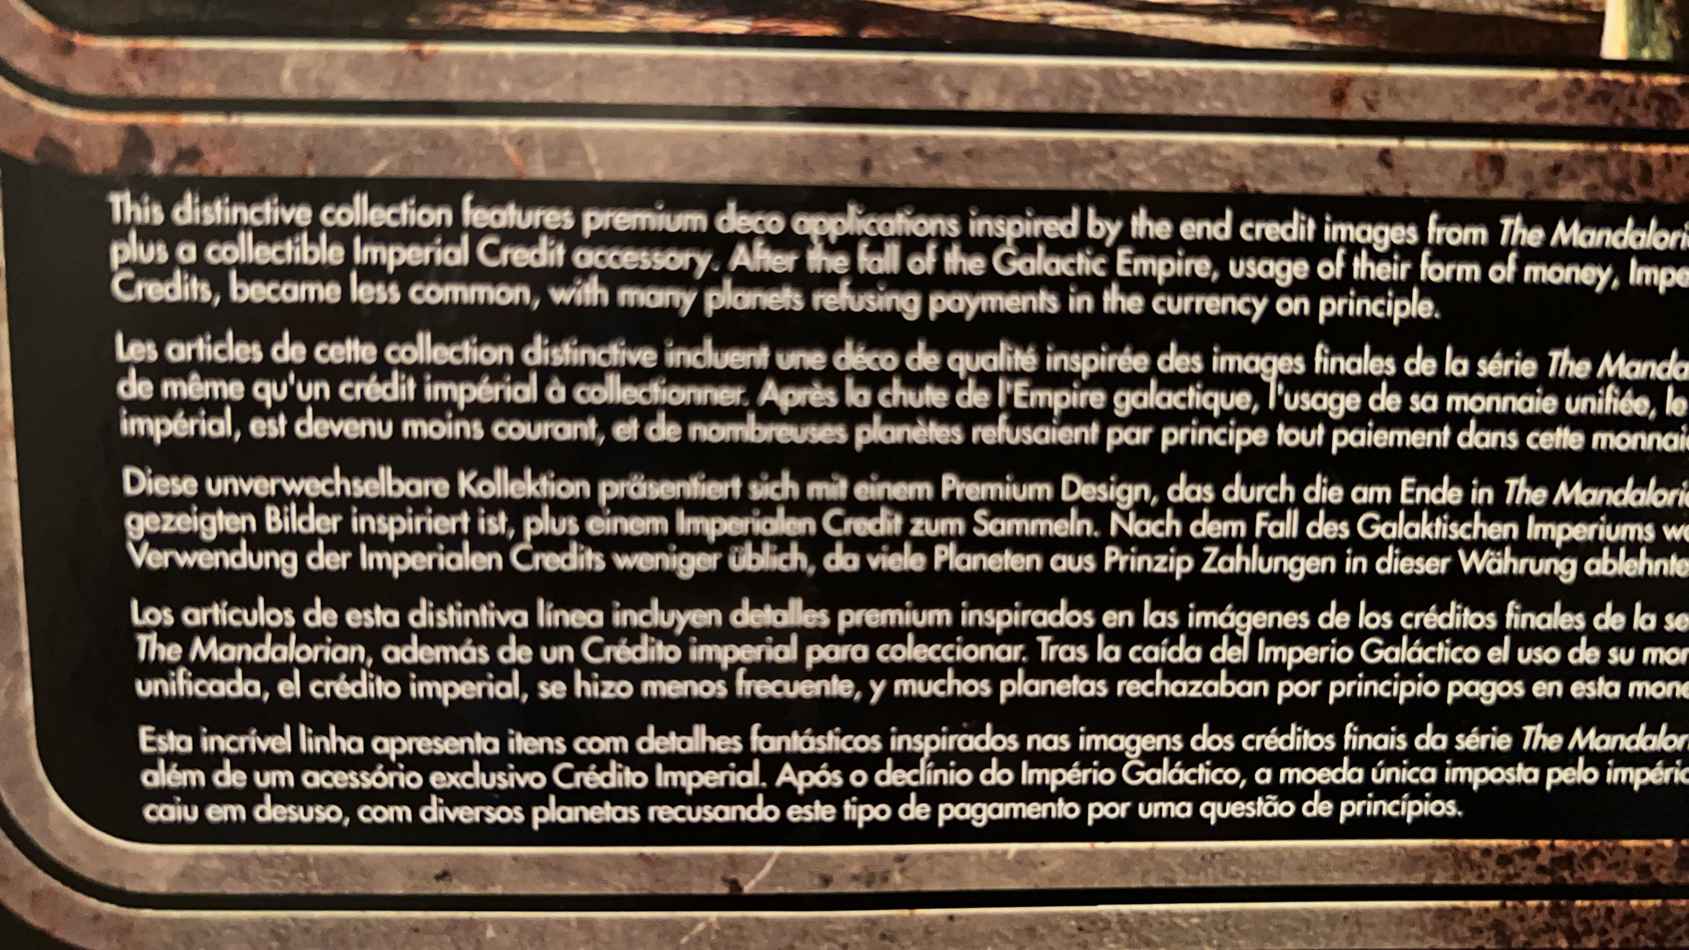 This distinctive collection features premium deco applications inspired by the end credit images from The Mandalori
plus a collectible Imperial Credit accessory. After the fall of the Galactic Empire, usage of their form of money, Impe
Credits, became less common, with many planets refusing payments in the currency on principle.
Les articles de cette collection distinctive incluent une déco de qualité inspirée des images finales de la série The Manda
de même qu'un crédit impérial à collectionner. Après la chute de l'Empire galactique, l'usage de sa monnaie unifiée, le
impérial, est devenu moins courant, et de nombreuses planètes refusaient par principe tout paiement dans cette monnai
Diese unverwechselbare Kollektion präsentiert sich mit einem Premium Design, das durch die am Ende in The Mandalori
gezeigten Bilder inspiriert ist, plus einem Imperialen Credit zum Sammeln. Nach dem Fall des Galaktischen Imperiums w
Verwendung der Imperialen Credits weniger üblich, da viele Planeten aus Prinzip Zahlungen in dieser Währung ablehnte
Los artículos de esta distintiva línea incluyen detalles premium inspirados en las imágenes de los créditos finales de la se
The Mandalorian, además de un Crédito imperial para coleccionar. Tras la caída del Imperio Galáctico el uso de su mon
unificada, el crédito imperial, se hizo menos frecuente, y muchos planetas rechazaban por principio pagos en esta mone
Esta incrível linha apresenta itens com detalhes fantásticos inspirados nas imagens dos créditos finais da série The Mandalor
além de um acessório exclusivo Crédito Imperial. Após o declínio do Império Galáctico, a moeda única imposta pelo impéri
caiu em desuso, com diversos planetas recusando este tipo de pagamento por uma questão de princípios.